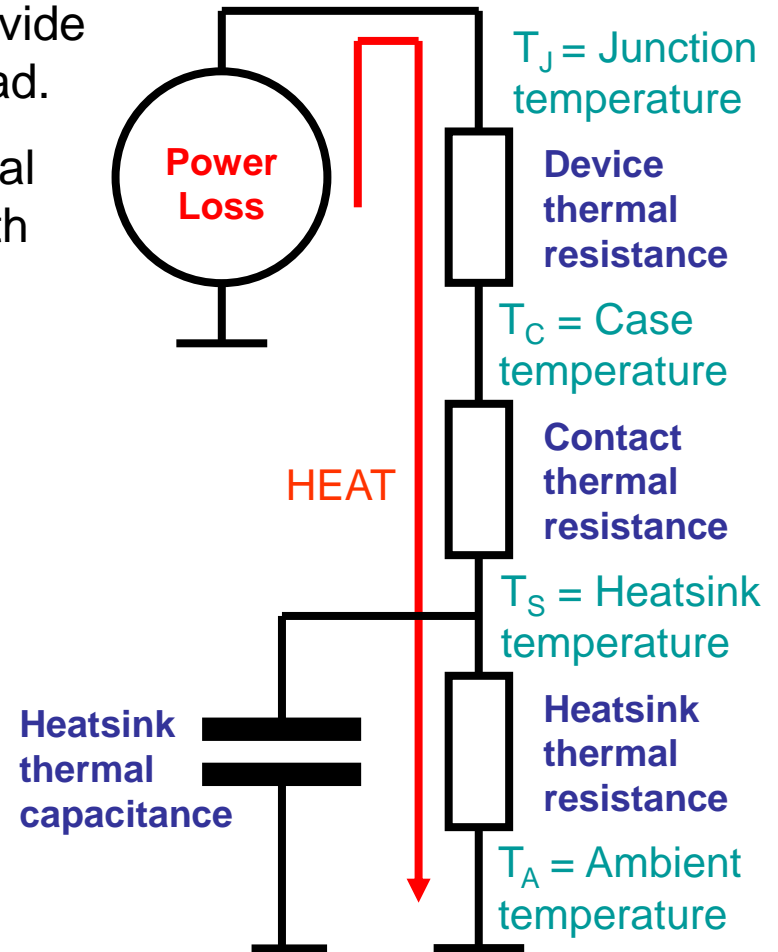 vide
ad.
al
th
Power
Loss
T_J = Junction
temperature
Device
thermal
resistance
T_C = Case
temperature
Contact
thermal
resistance
HEAT
T_S = Heatsink
temperature
Heatsink
thermal
capacitance
Heatsink
thermal
resistance
T_A = Ambient
temperature